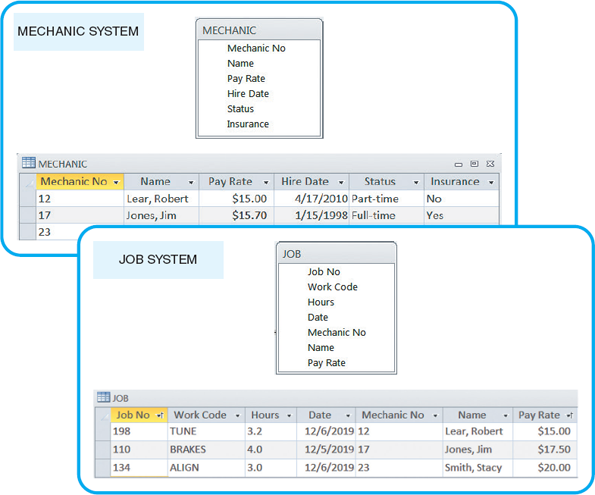 MECHANIC SYSTEM
MECHANIC
Mechanic No
Name
Pay Rate
Hire Date
Status
Insurance
MECHANIC
Mechanic No Name Pay Rate Hire Date Status Insurance
12 Lear, Robert $15.00 4/17/2010 Part-time No
17 Jones, Jim $15.70 1/15/1998 Full-time Yes
23
JOB SYSTEM
JOB
Job No
Work Code
Hours
Date
Mechanic No
Name
Pay Rate
JOB
Job No Work Code Hours Date Mechanic No Name Pay Rate
198 TUNE 3.2 12/6/2019 12 Lear, Robert $15.00
110 BRAKES 4.0 12/5/2019 17 Jones, Jim $17.50
134 ALIGN 3.0 12/6/2019 23 Smith, Stacy $20.00